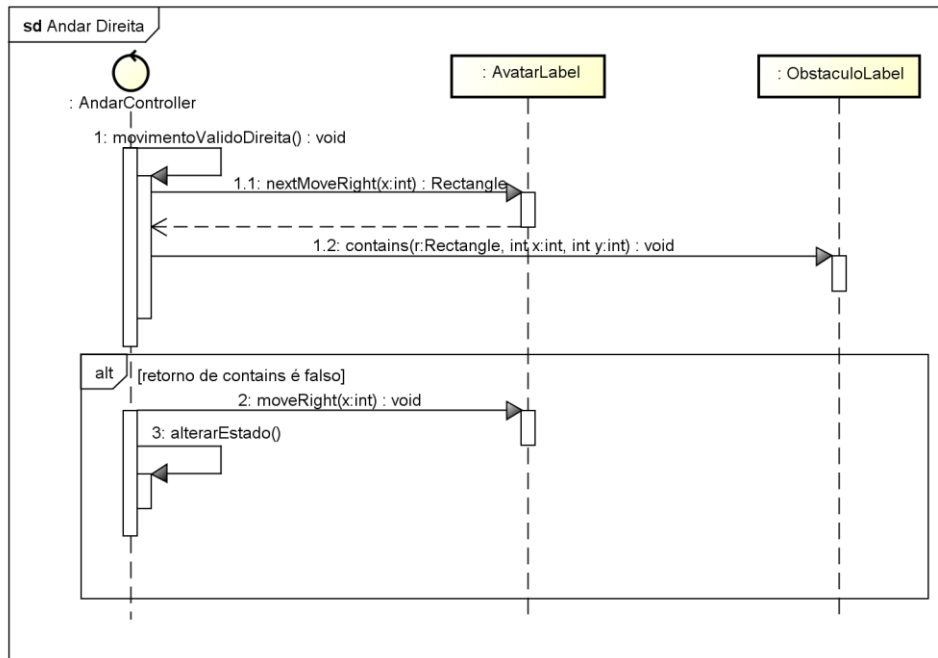 sd Andar Direita
: AndarController
: AvatarLabel
: ObstaculoLabel
1: movimentoValidoDireita() : void
1.1: nextMoveRight(x:int) : Rectangle
1.2: contains(r:Rectangle, int x:int, int y:int) : void
alt
[retorno de contains é falso]
2: moveRight(x:int) : void
3: alterarEstado()